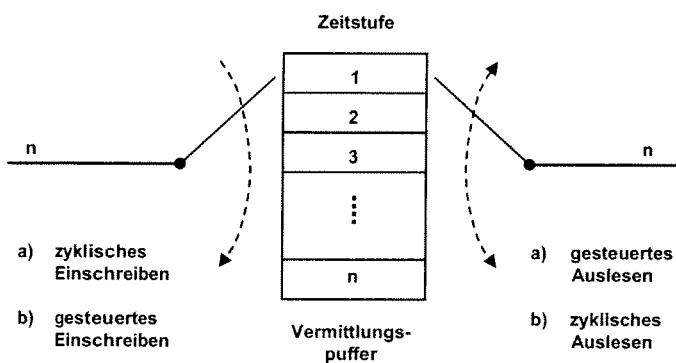 Zeitstufe
1
2
3
n
n
n
a) zyklisches
Einschreiben
b) gesteuertes
Einschreiben
a) gesteuertes
Auslesen
b) zyklisches
Auslesen
Vermittlungs-
puffer